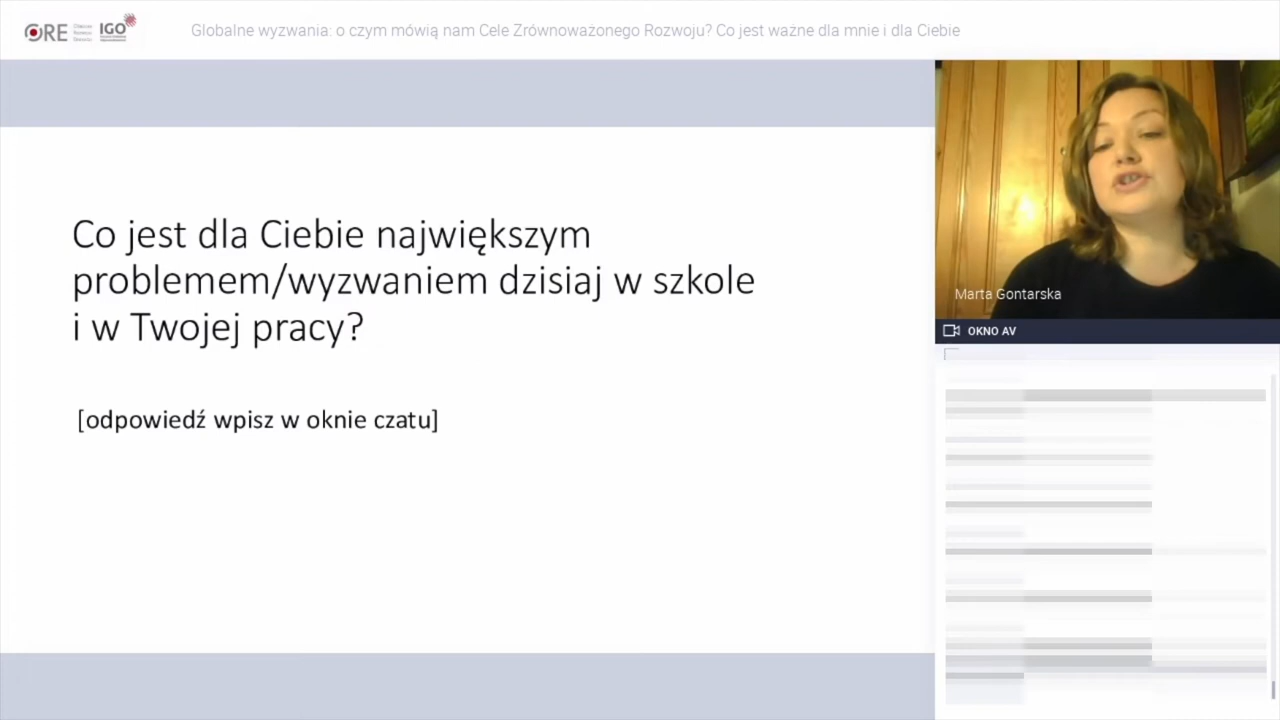 ORE
IGO
Globalne wyzwania: o czym mówią nam Cele Zrównoważonego Rozwoju? Co jest ważne dla mnie i dla Ciebie
Co jest dla Ciebie największym
problemem/wyzwaniem dzisiaj w szkole
i w Twojej pracy?
[odpowiedź wpisz w oknie czatu]
Marta Gontarska
OKNO AV